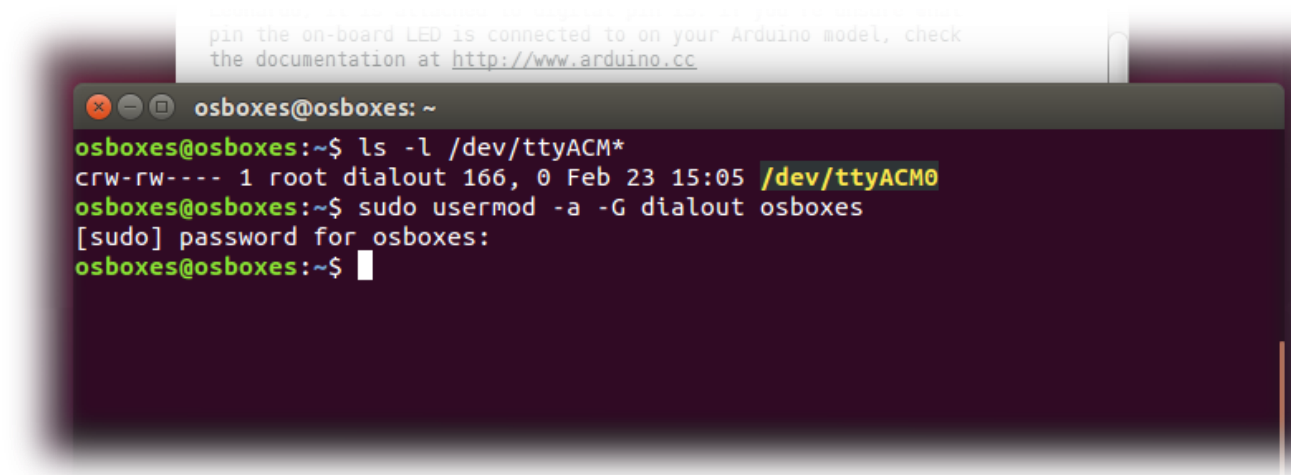 pin the on-board LED is connected to on your Arduino model, check
the documentation at http://www.arduino.cc
osboxes@osboxes: ~
osboxes@osboxes:~$ ls -l /dev/ttyACM*
crw-rw---- 1 root dialout 166, 0 Feb 23 15:05 /dev/ttyACM0
osboxes@osboxes:~$ sudo usermod -a -G dialout osboxes
[sudo] password for osboxes:
osboxes@osboxes:~$